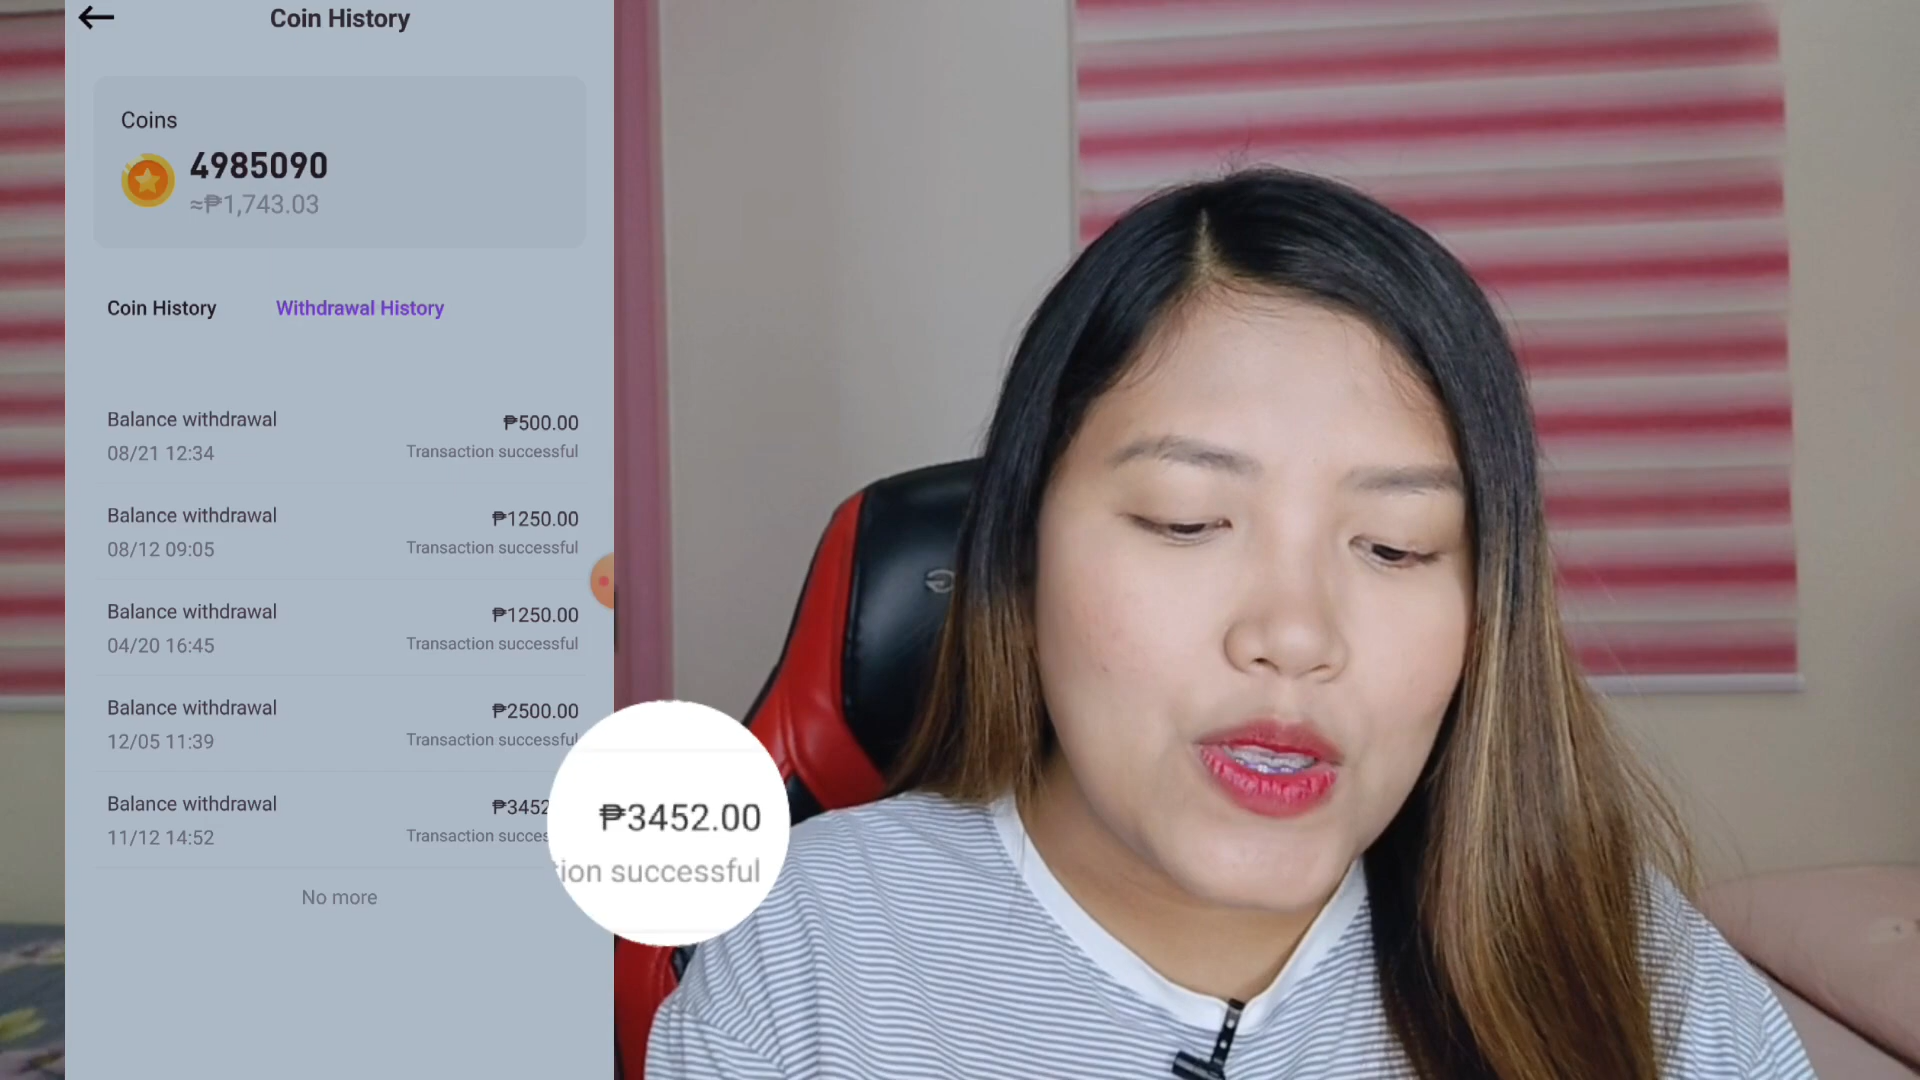 Coin History
Coins
4985090
≈₱1,743.03
Coin History Withdrawal History
Balance withdrawal ₱500.00
08/21 12:34 Transaction successful
Balance withdrawal ₱1250.00
08/12 09:05 Transaction successful
Balance withdrawal ₱1250.00
04/20 16:45 Transaction successful
Balance withdrawal ₱2500.00
12/05 11:39 Transaction successful
Balance withdrawal ₱3452
11/12 14:52 Transaction succes
₱3452.00
ion successful
No more